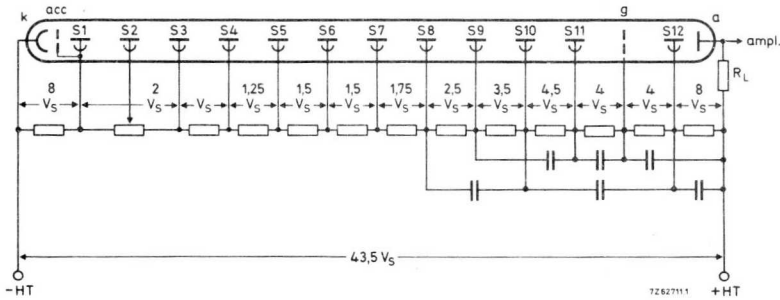 k acc S1 S2 S3 S4 S5 S6 S7 S8 S9 S10 S11 g S12 a
ampl.
R_L
8 V_S 2 V_S V_S 1,25 V_S 1,5 V_S 1,5 V_S 1,75 V_S 2,5 V_S 3,5 V_S 4,5 V_S 4 V_S 4 V_S 8 V_S
43,5 V_S
-HT 7Z62711.1 +HT